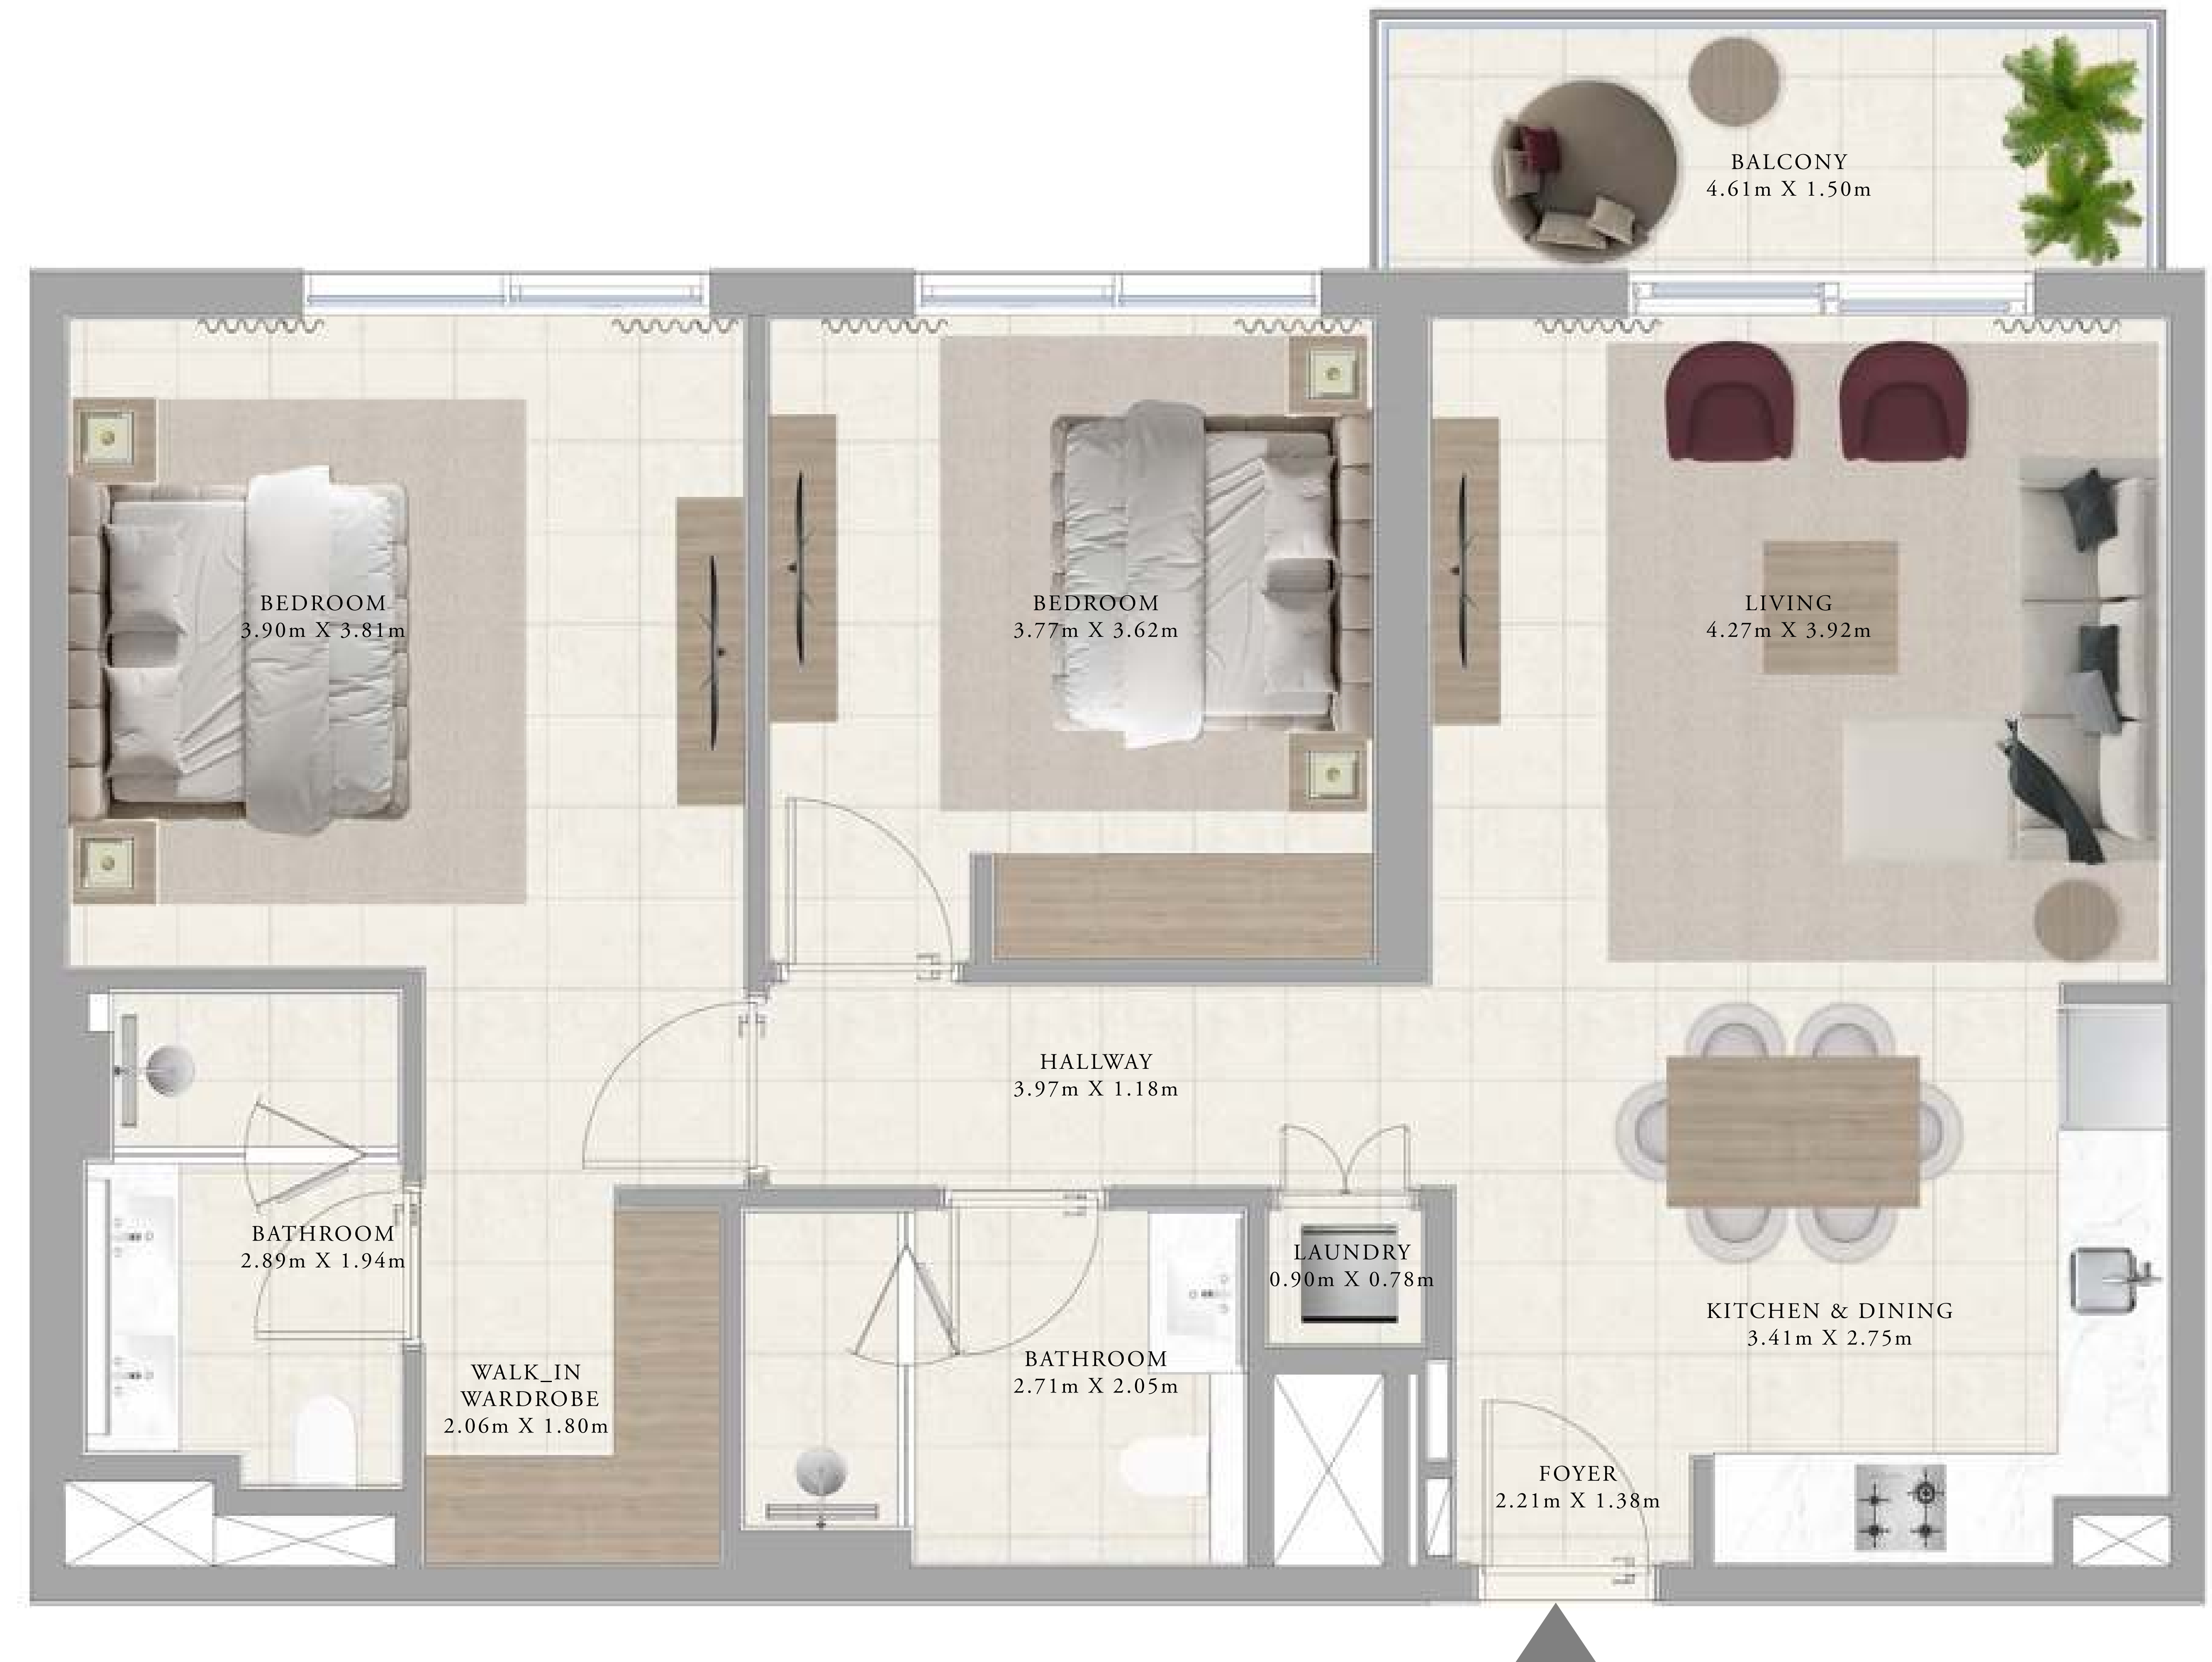 BALCONY
4.61m X 1.50m
BEDROOM
3.90m X 3.81m
BEDROOM
3.77m X 3.62m
LIVING
4.27m X 3.92m
HALLWAY
3.97m X 1.18m
BATHROOM
2.89m X 1.94m
LAUNDRY
0.90m X 0.78m
KITCHEN & DINING
3.41m X 2.75m
WALK_IN
WARDROBE
2.06m X 1.80m
BATHROOM
2.71m X 2.05m
FOYER
2.21m X 1.38m